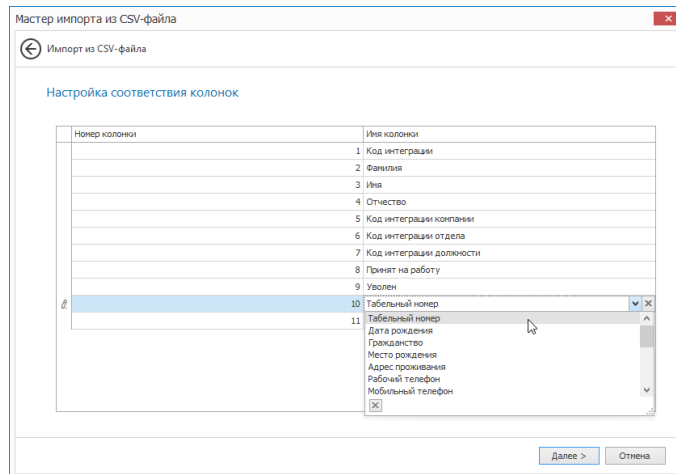 Мастер импорта из CSV-файла
Импорт из CSV-файла
Настройка соответствия колонок
Номер колонки Имя колонки
1 Код интеграции
2 Фамилия
3 Имя
4 Отчество
5 Код интеграции компании
6 Код интеграции отдела
7 Код интеграции должности
8 Принят на работу
9 Уволен
10 Табельный номер
11 Табельный номер
Дата рождения
Гражданство
Место рождения
Адрес проживания
Рабочий телефон
Мобильный телефон
Далее > Отмена